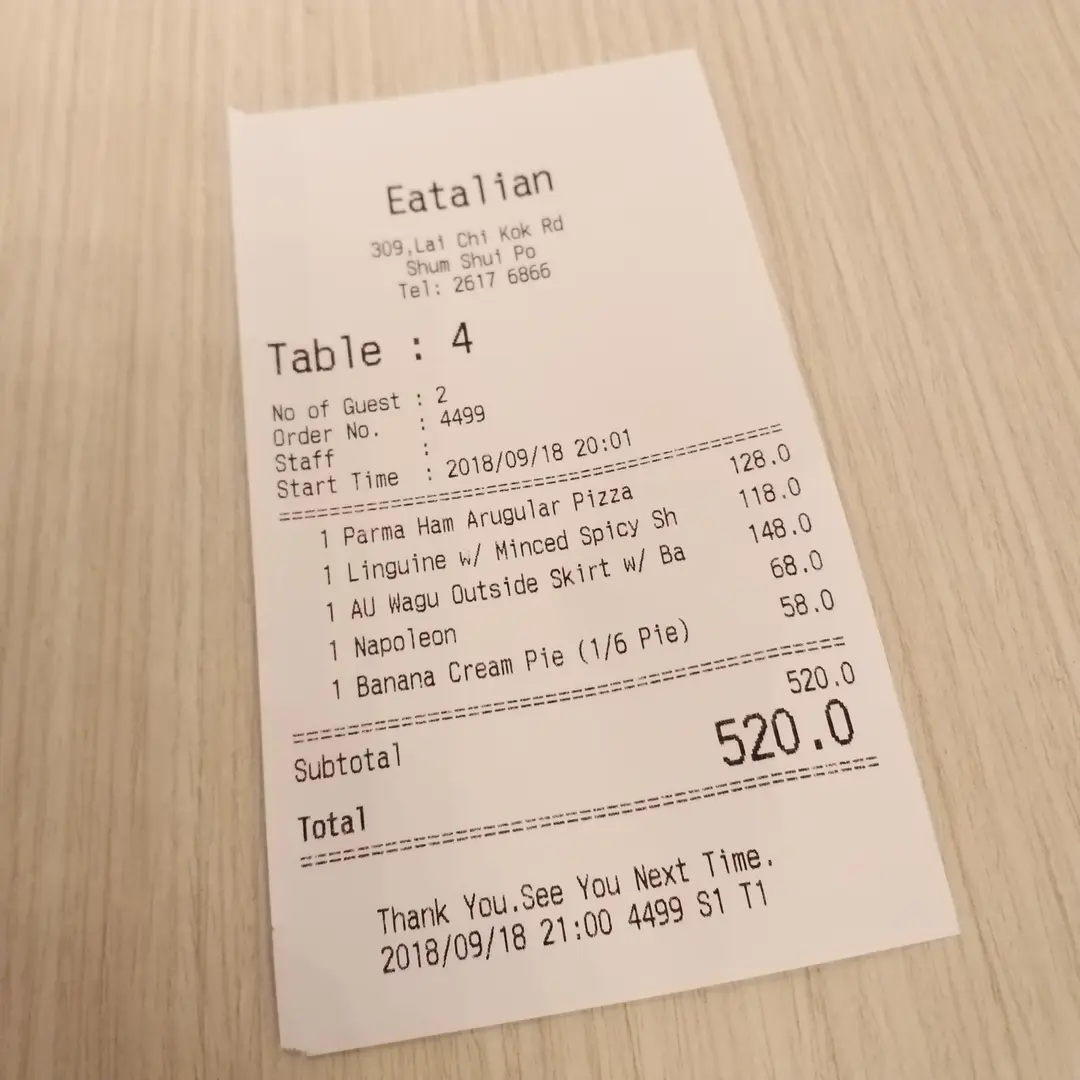 Eatalian
309,Lai Chi Kok Rd
Shum Shui Po
Tel: 2617 6866
Table : 4
No of Guest : 2
Order No. : 4499
Staff :
Start Time : 2018/09/18 20:01
1 Parma Ham Arugular Pizza 128.0
1 Linguine w/ Minced Spicy Sh 118.0
1 AU Wagu Outside Skirt w/ Ba 148.0
1 Napoleon 68.0
1 Banana Cream Pie (1/6 Pie) 58.0
Subtotal 520.0
Total 520.0
Thank You.See You Next Time.
2018/09/18 21:00 4499 S1 T1